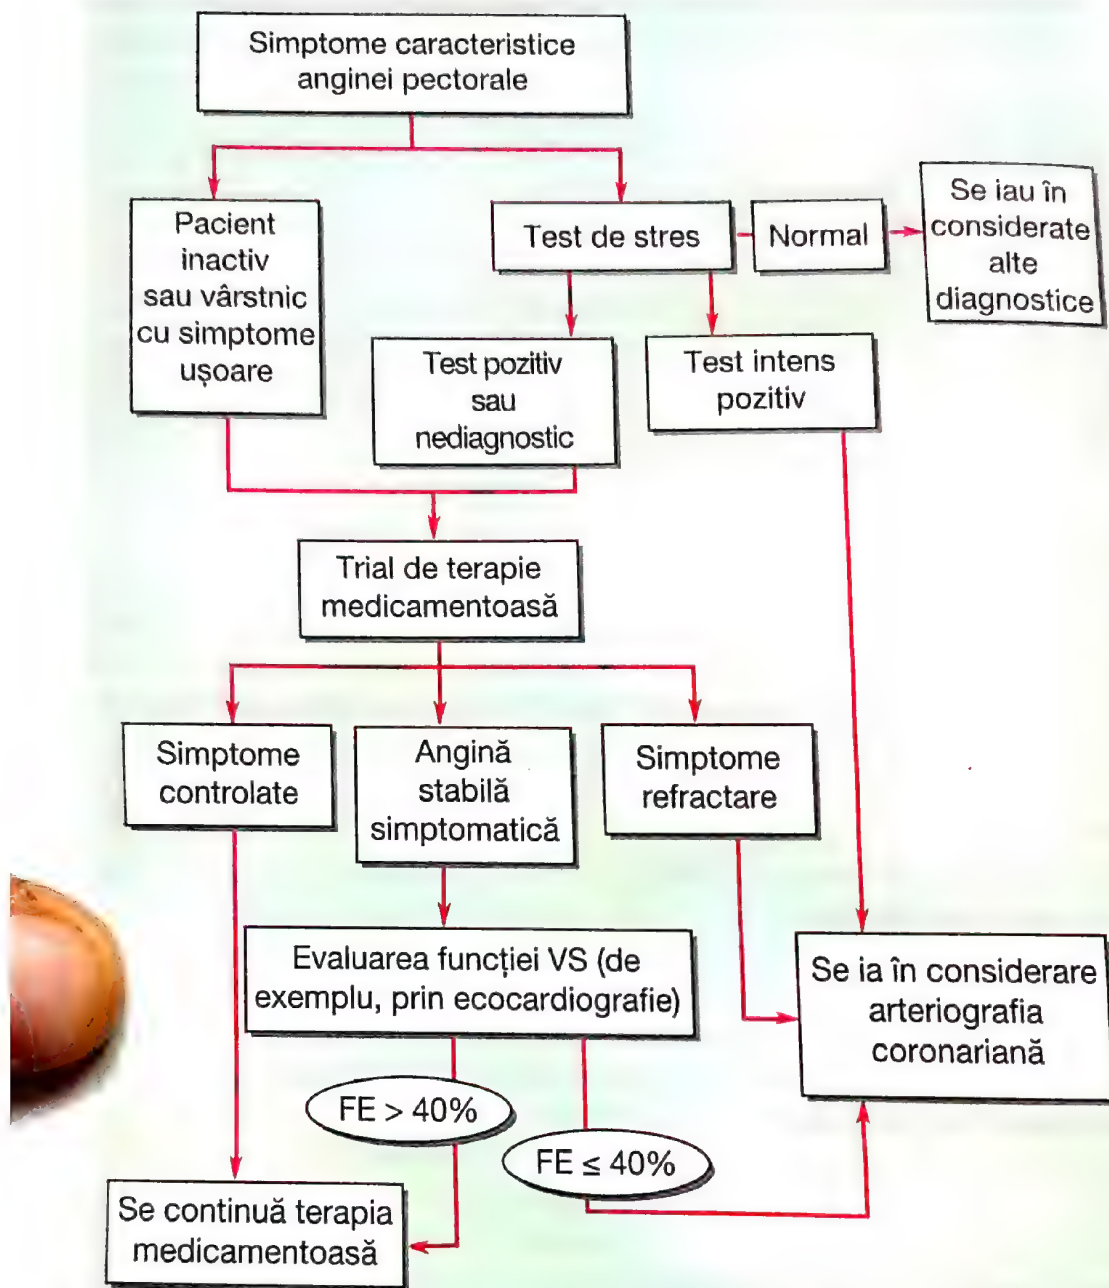 Simptome caracteristice
anginei pectorale
Pacient
inactiv
sau vârstnic
cu simptome
ușoare
Test de stres
Normal
Se iau în
considerate
alte
diagnostice
Test pozitiv
sau
nediagnostic
Test intens
pozitiv
Trial de terapie
medicamentoasă
Simptome
controlate
Angină
stabilă
simptomatică
Simptome
refractare
Evaluarea funcției VS (de
exemplu, prin ecocardiografie)
Se ia în considerare
arteriografia
coronariană
FE > 40%
FE ≤ 40%
Se continuă terapia
medicamentoasă